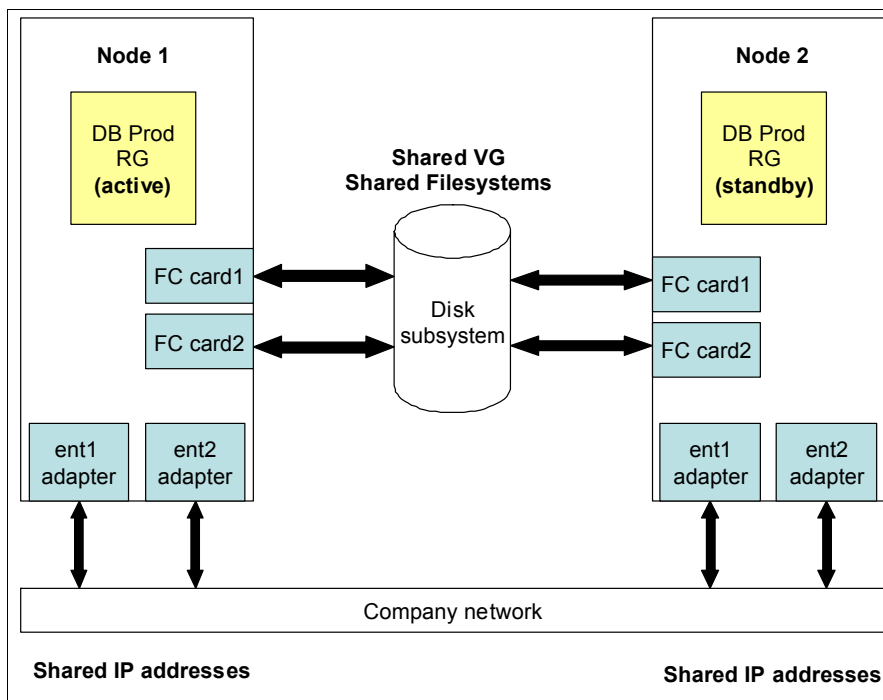 Node 1
DB Prod
RG
(active)
FC card1
FC card2
ent1
adapter
ent2
adapter
Shared VG
Shared Filesystems
Disk
subsystem
Node 2
DB Prod
RG
(standby)
FC card1
FC card2
ent1
adapter
ent2
adapter
Company network
Shared IP addresses
Shared IP addresses